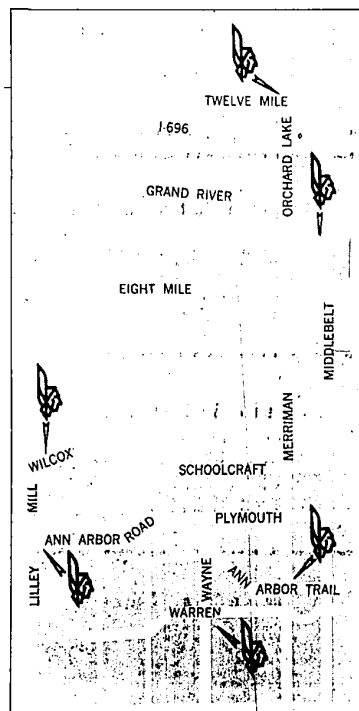 TWELVE MILE
I-696
ORCHARD LAKE
GRAND RIVER
EIGHT MILE
MIDDLEBELT
MERRIMAN
WILCOX
SCHOOLCRAFT
MILL
PLYMOUTH
ANN ARBOR ROAD
LILLEY
WAYNE
ANN ARBOR TRAIL
WARREN